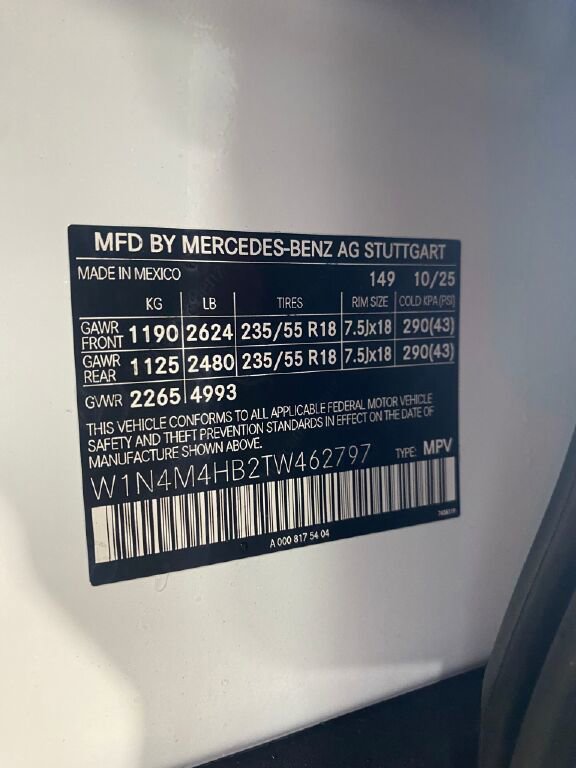 MFD BY MERCEDES-BENZ AG STUTTGART
MADE IN MEXICO 149 10/25
KG LB TIRES RIM SIZE COLD KPA (PSI)
GAWR FRONT 1190 2624 235/55 R18 7.5Jx18 290(43)
GAWR REAR 1125 2480 235/55 R18 7.5Jx18 290(43)
GVWR 2265 4993
THIS VEHICLE CONFORMS TO ALL APPLICABLE FEDERAL MOTOR VEHICLE
SAFETY AND THEFT PREVENTION STANDARDS IN EFFECT ON THE DATE OF
MANUFACTURE SHOWN ABOVE.
W1N4M4HB2TW462797 TYPE: MPV
A 000 817 54 04